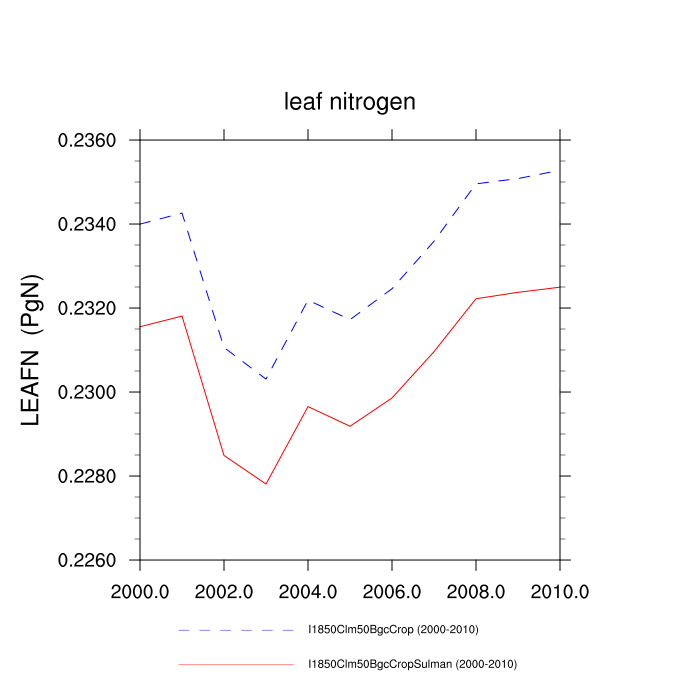 leaf nitrogen
0.2360
0.2340
0.2320
0.2300
0.2280
0.2260
LEAFN (PgN)
2000.0 2002.0 2004.0 2006.0 2008.0 2010.0
I1850Clm50BgcCrop (2000-2010)
I1850Clm50BgcCropSulman (2000-2010)